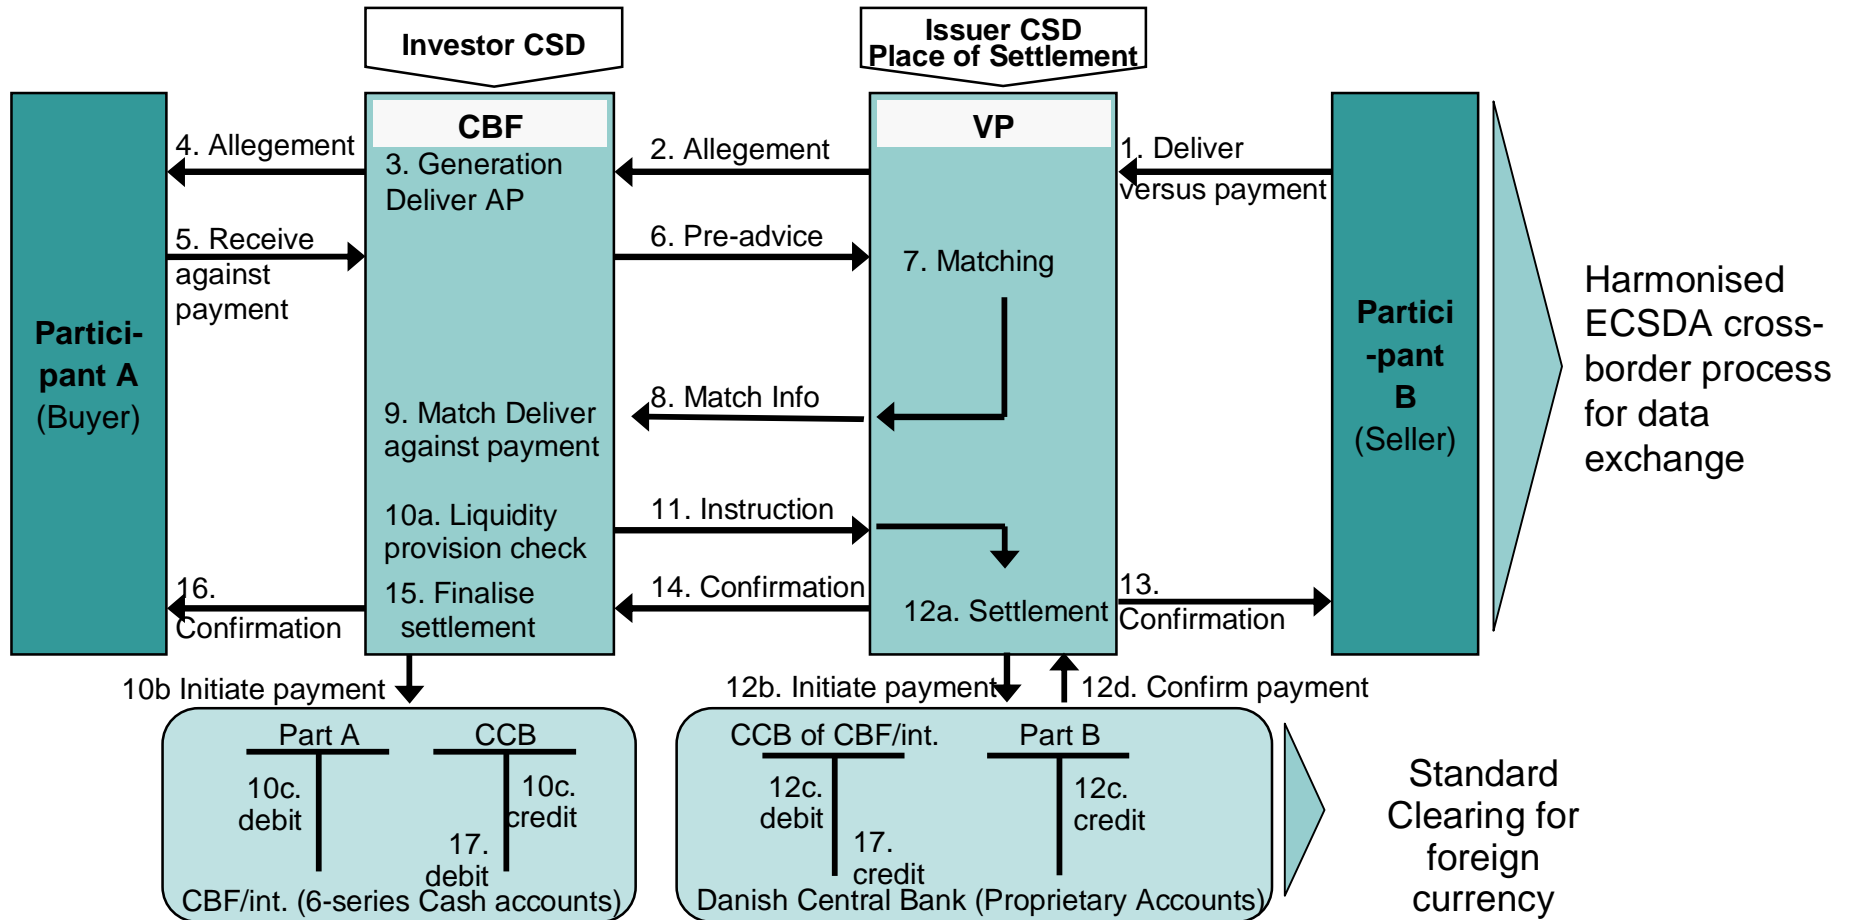 Investor CSD
Issuer CSD
Place of Settlement
CBF
VP
4. Allegement
3. Generation
Deliver AP
2. Allegement
1. Deliver
versus payment
5. Receive
against
payment
6. Pre-advice
7. Matching
Partici-
pant A
(Buyer)
Partici
-pant
B
(Seller)
Harmonised
ECSDA cross-
border process
for data
exchange
9. Match Deliver
against payment
8. Match Info
10a. Liquidity
provision check
11. Instruction
16.
Confirmation
15. Finalise
settlement
14. Confirmation
12a. Settlement
13.
Confirmation
10b Initiate payment
12b. Initiate payment
12d. Confirm payment
Part A
CCB
10c.
debit
10c.
credit
17.
debit
CBF/int. (6-series Cash accounts)
CCB of CBF/int.
Part B
12c.
debit
17.
credit
12c.
credit
Danish Central Bank (Proprietary Accounts)
Standard
Clearing for
foreign
currency